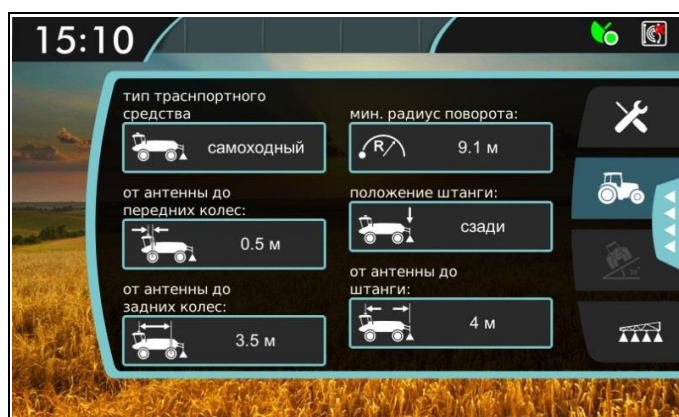 15:10
тип траснпортного
средства
самоходный
мин. радиус поворота:
R
9.1 м
от антенны до
передних колес:
0.5 м
положение штанги:
сзади
от антенны до
задних колес:
3.5 м
от антенны до
штанги:
4 м